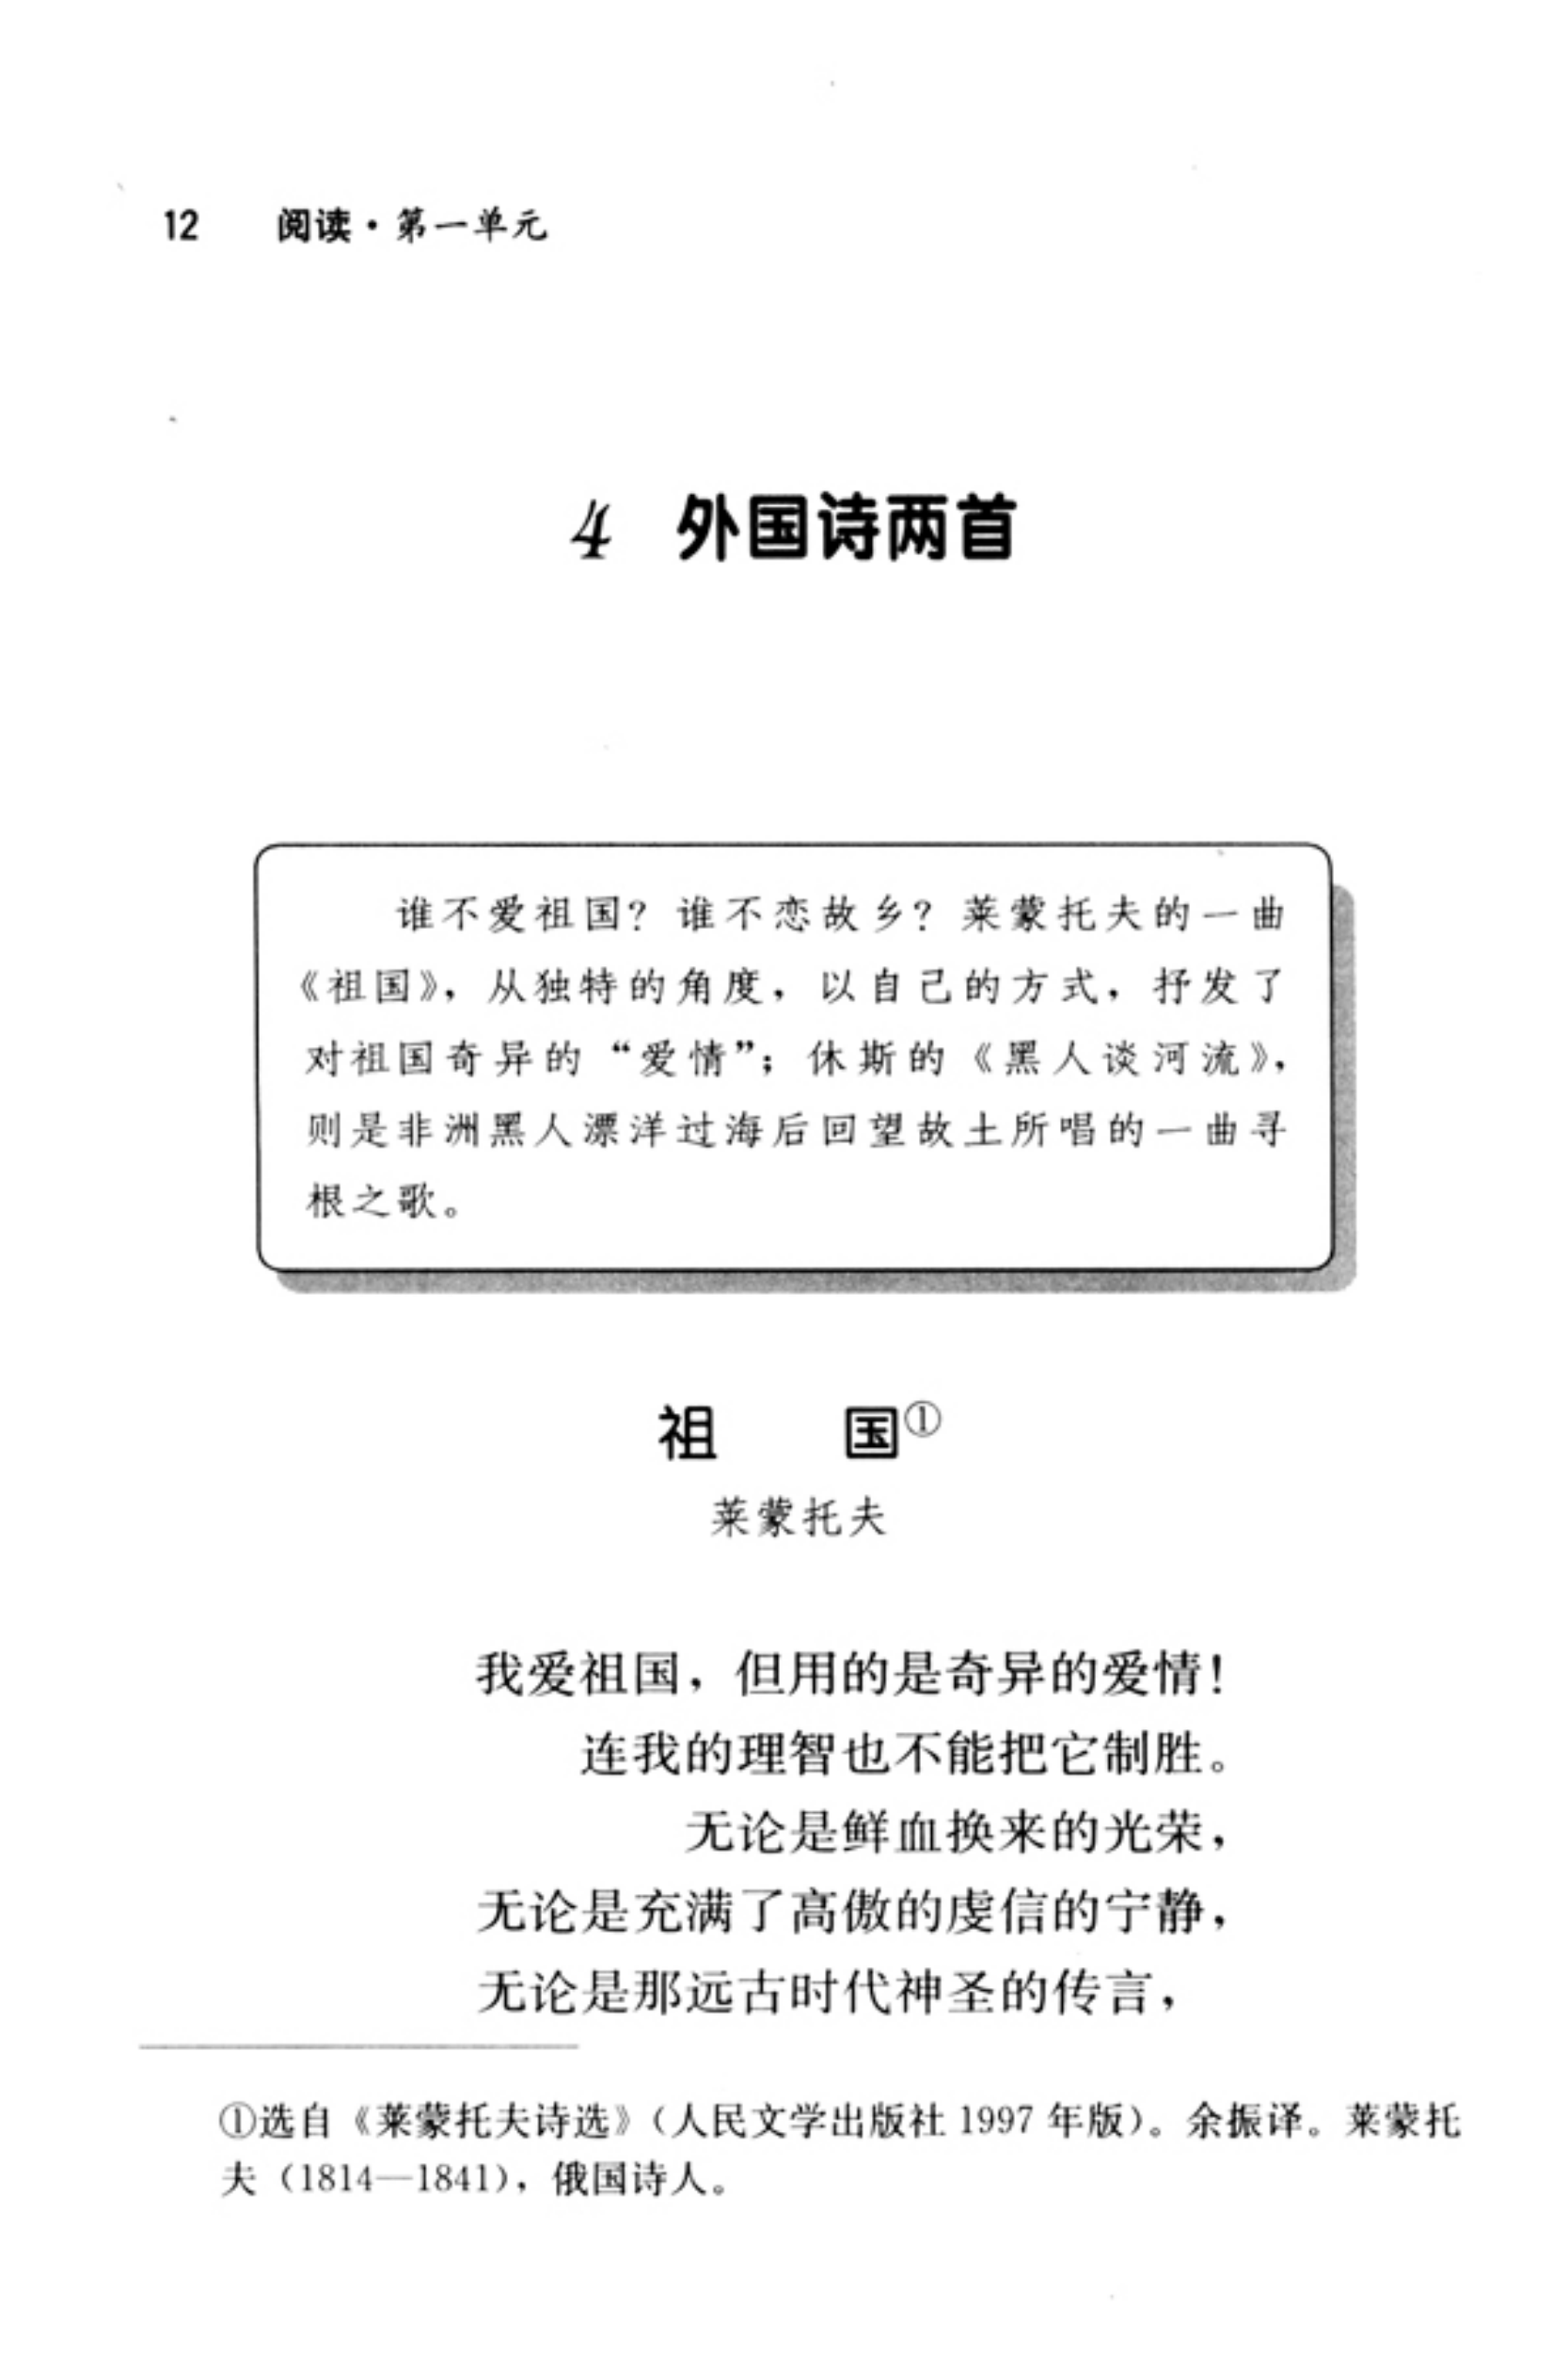 12 阅读·第一单元
4 外国诗两首
谁不爱祖国？谁不恋故乡？莱蒙托夫的一曲
《祖国》，从独特的角度，以自己的方式，抒发了
对祖国奇异的“爱情”；休斯的《黑人谈河流》，
则是非洲黑人漂洋过海后回望故土所唱的一曲寻
根之歌。
祖 国①
莱蒙托夫
我爱祖国，但用的是奇异的爱情！
连我的理智也不能把它制胜。
无论是鲜血换来的光荣，
无论是充满了高傲的虔信的宁静，
无论是那远古时代神圣的传言，
①选自《莱蒙托夫诗选》（人民文学出版社 1997 年版）。余振译。莱蒙托
夫（1814—1841），俄国诗人。